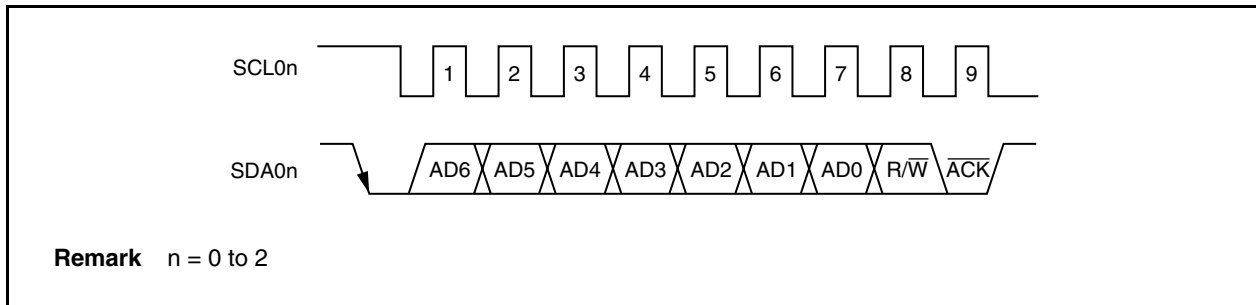 SCL0n 1 2 3 4 5 6 7 8 9
SDA0n AD6 AD5 AD4 AD3 AD2 AD1 AD0 R/W̅ A̅C̅K̅
Remark n = 0 to 2